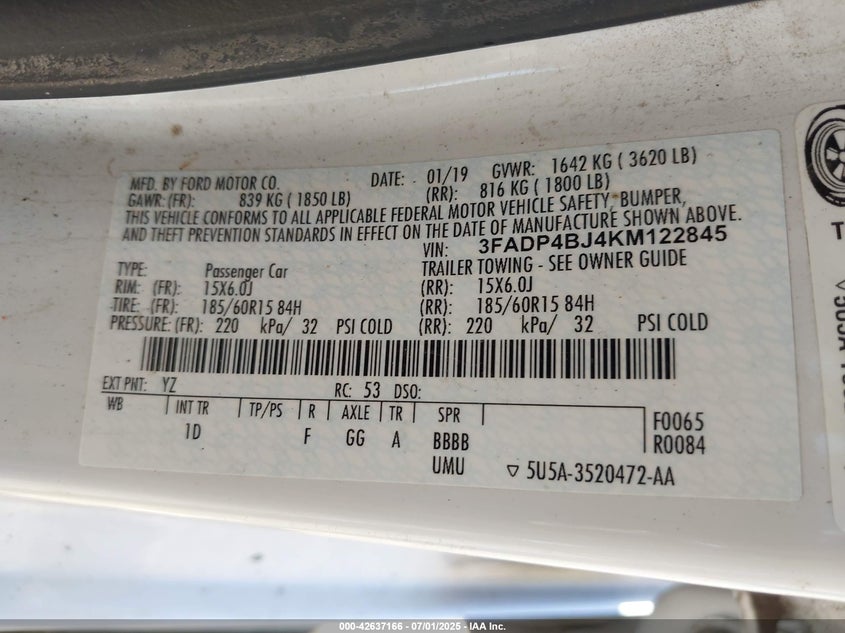 MFD. BY FORD MOTOR CO. DATE: 01/19 GVWR: 1642 KG ( 3620 LB)
GAWR: (FR): 839 KG ( 1850 LB) (RR): 816 KG ( 1800 LB)
THIS VEHICLE CONFORMS TO ALL APPLICABLE FEDERAL MOTOR VEHICLE SAFETY, BUMPER,
AND THEFT PREVENTION STANDARDS IN EFFECT ON THE DATE OF MANUFACTURE SHOWN ABOVE.
VIN: 3FADP4BJ4KM122845
TYPE: Passenger Car TRAILER TOWING - SEE OWNER GUIDE
RIM: (FR): 15X6.0J (RR): 15X6.0J
TIRE: (FR): 185/60R15 84H (RR): 185/60R15 84H
PRESSURE: (FR): 220 kPa/ 32 PSI COLD (RR): 220 kPa/ 32 PSI COLD
EXT PNT: YZ RC: 53 DSO:
WB INT TR TP/PS R AXLE TR SPR F0065
1D F GG A BBBB R0084
UMU ▽ 5U5A-3520472-AA
000-42637166 - 07/01/2025 - IAA Inc.